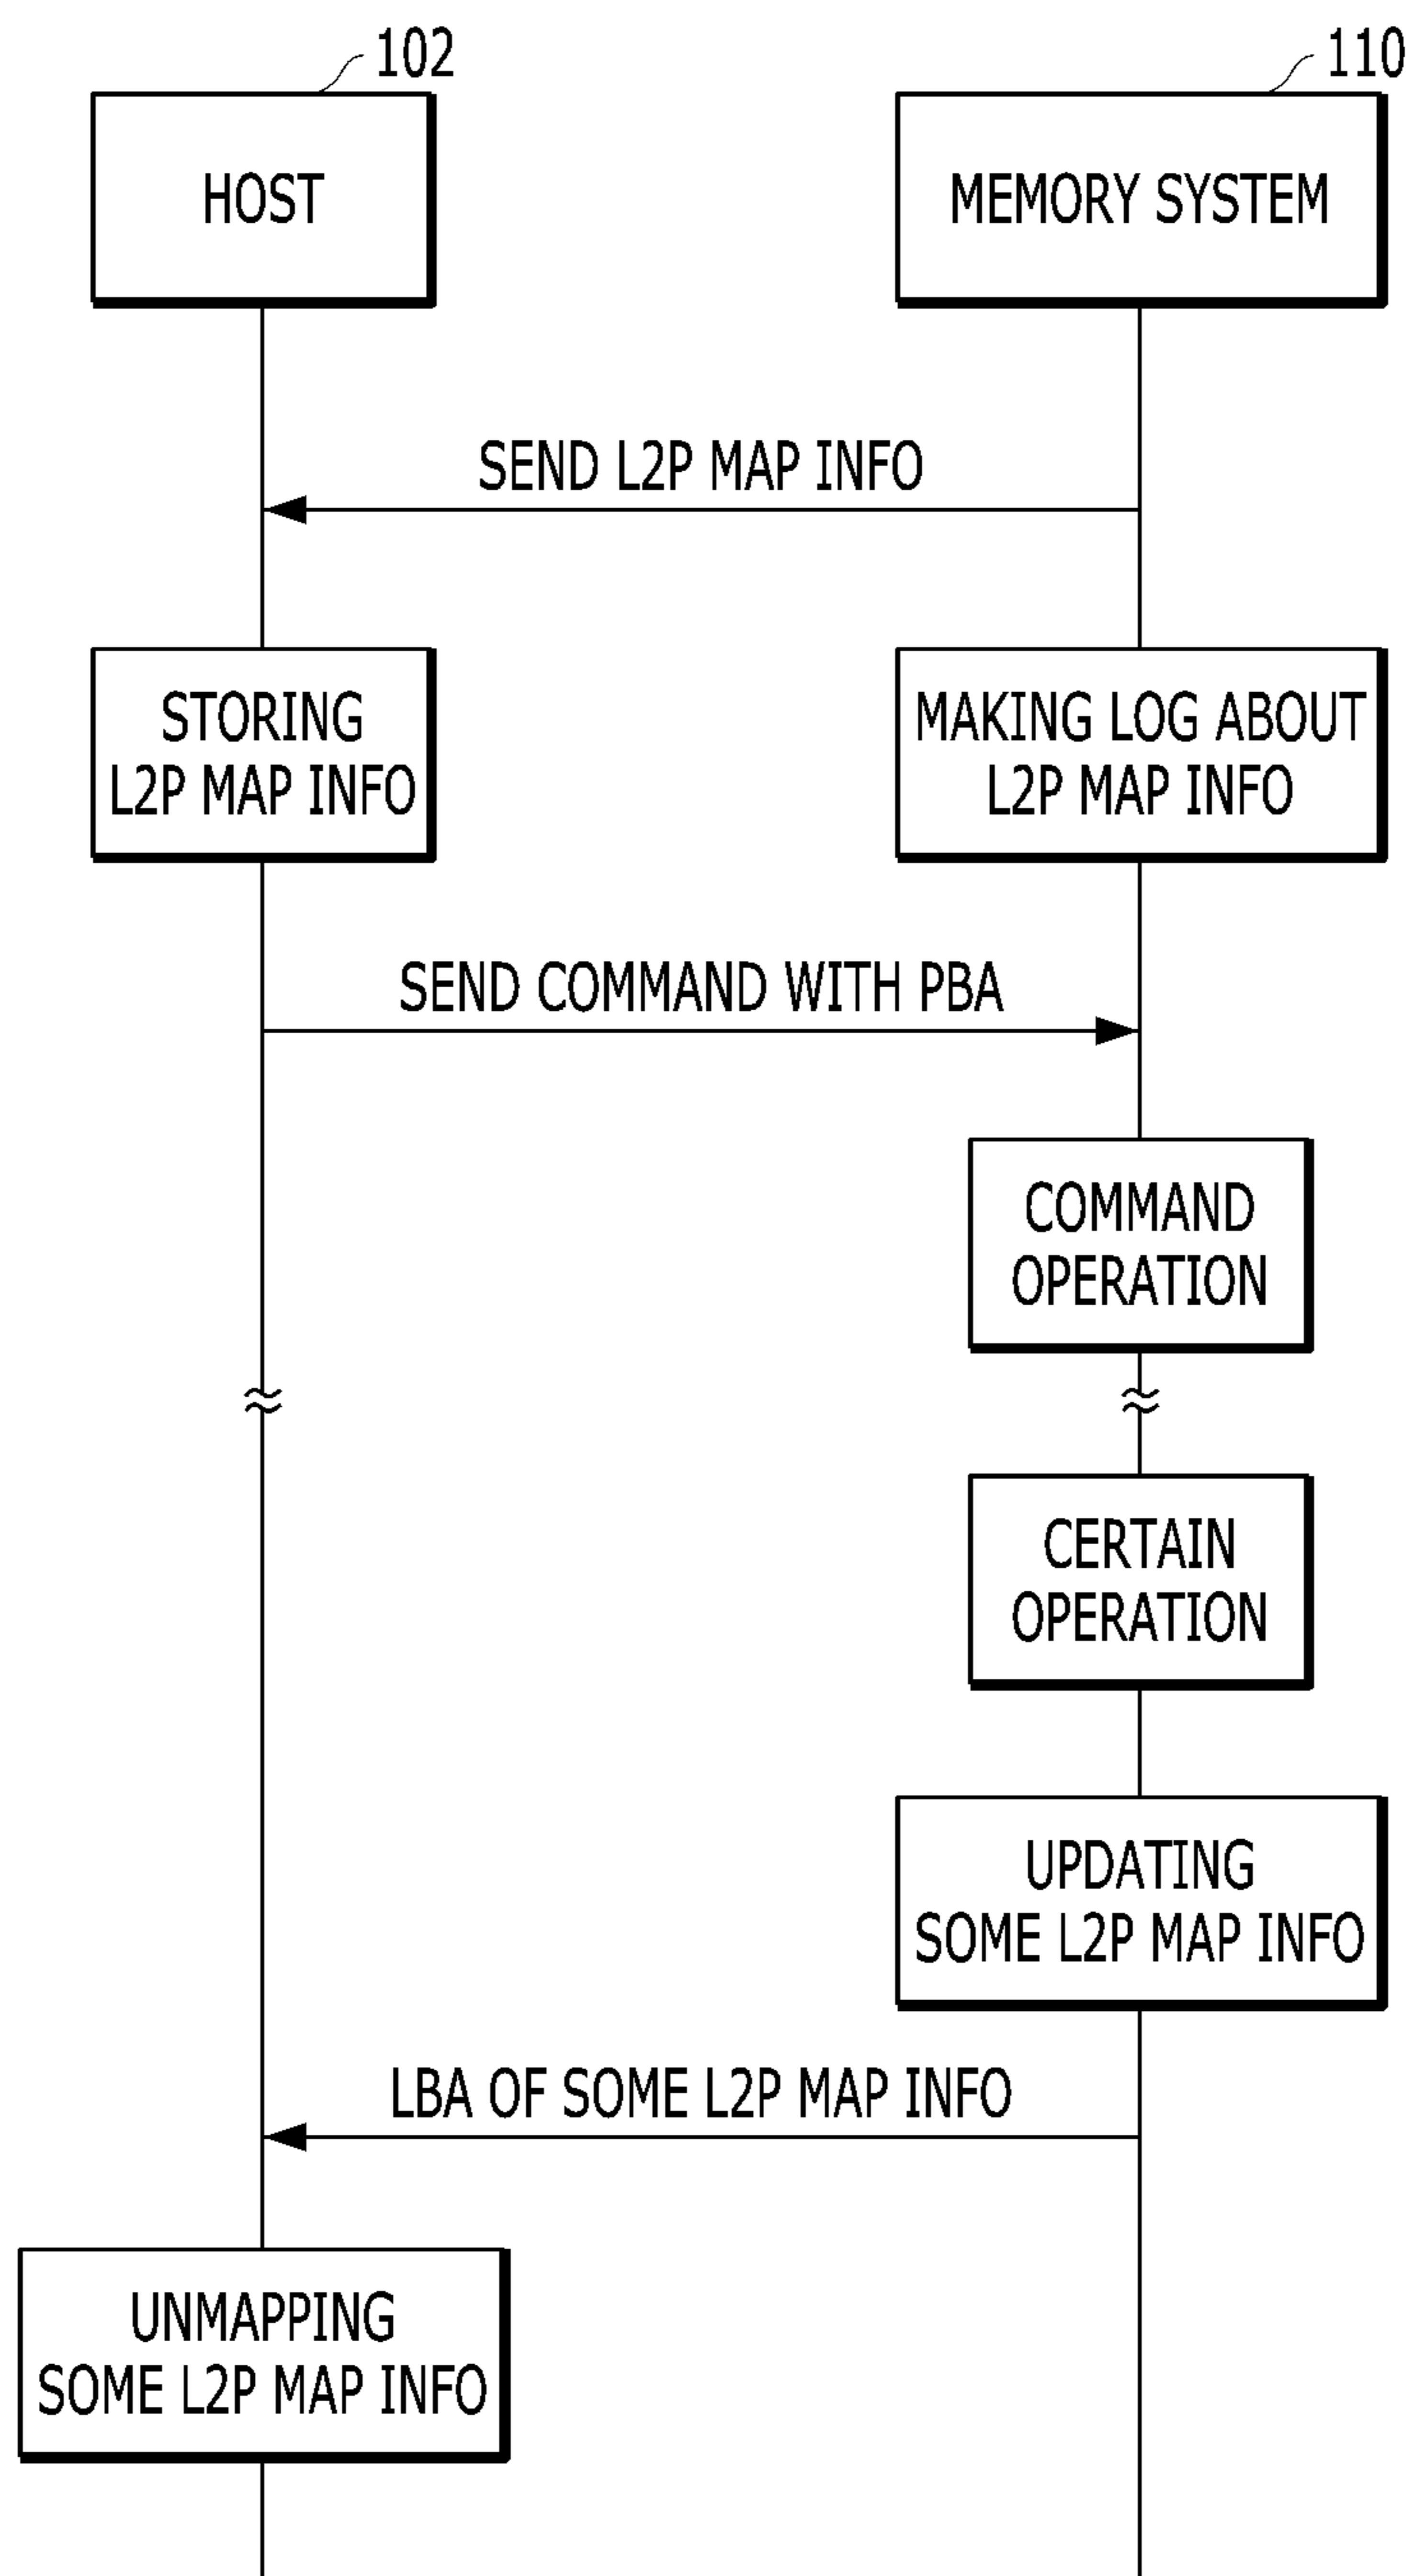 102
110
HOST
MEMORY SYSTEM
SEND L2P MAP INFO
STORING
L2P MAP INFO
MAKING LOG ABOUT
L2P MAP INFO
SEND COMMAND WITH PBA
COMMAND
OPERATION
CERTAIN
OPERATION
UPDATING
SOME L2P MAP INFO
LBA OF SOME L2P MAP INFO
UNMAPPING
SOME L2P MAP INFO